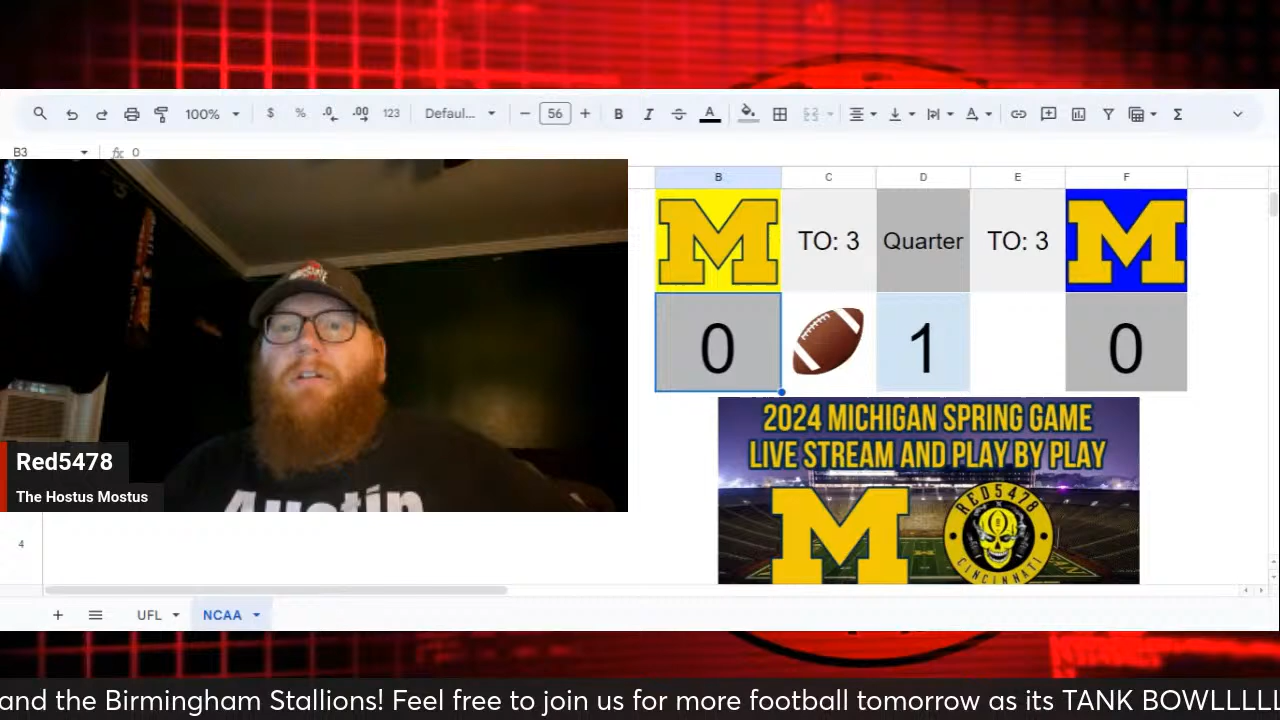 100%
$
%
.0
.00
123
Defaul...
56
B
I
A
A
Σ
B3
fx 0
B C D E F
M TO: 3 Quarter TO: 3 M
0 1 0
2024 MICHIGAN SPRING GAME
LIVE STREAM AND PLAY BY PLAY
M
RED5478
CINCINNATI
Austin
Red5478
The Hostus Mostus
4
UFL
NCAA
and the Birmingham Stallions! Feel free to join us for more football tomorrow as its TANK BOWLLLLL